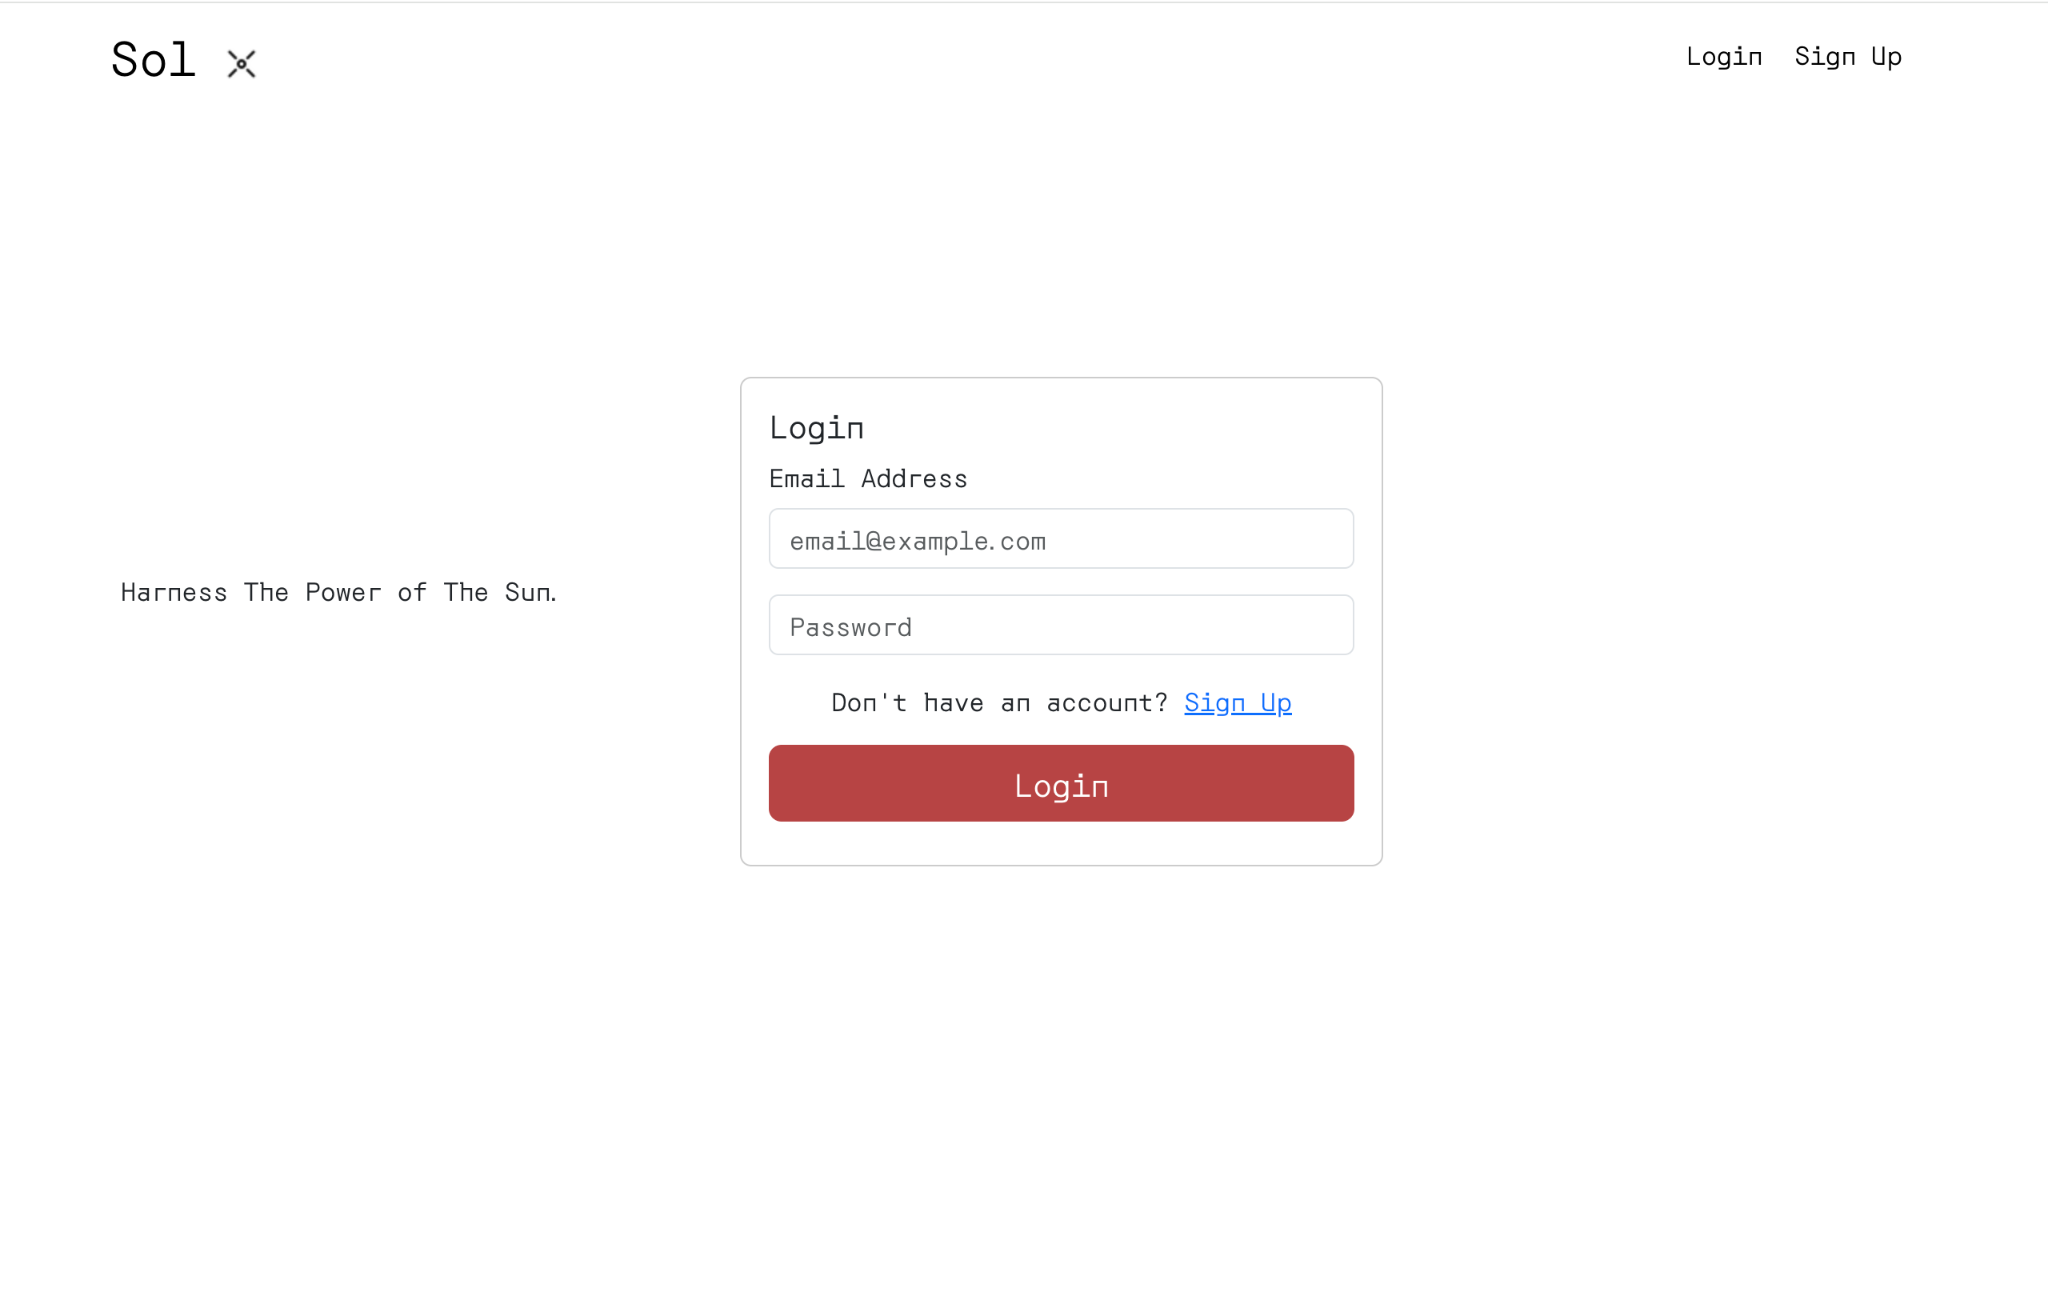 Sol
Login Sign Up
Login
Email Address
email@example.com
Harness The Power of The Sun.
Password
Don't have an account? Sign Up
Login